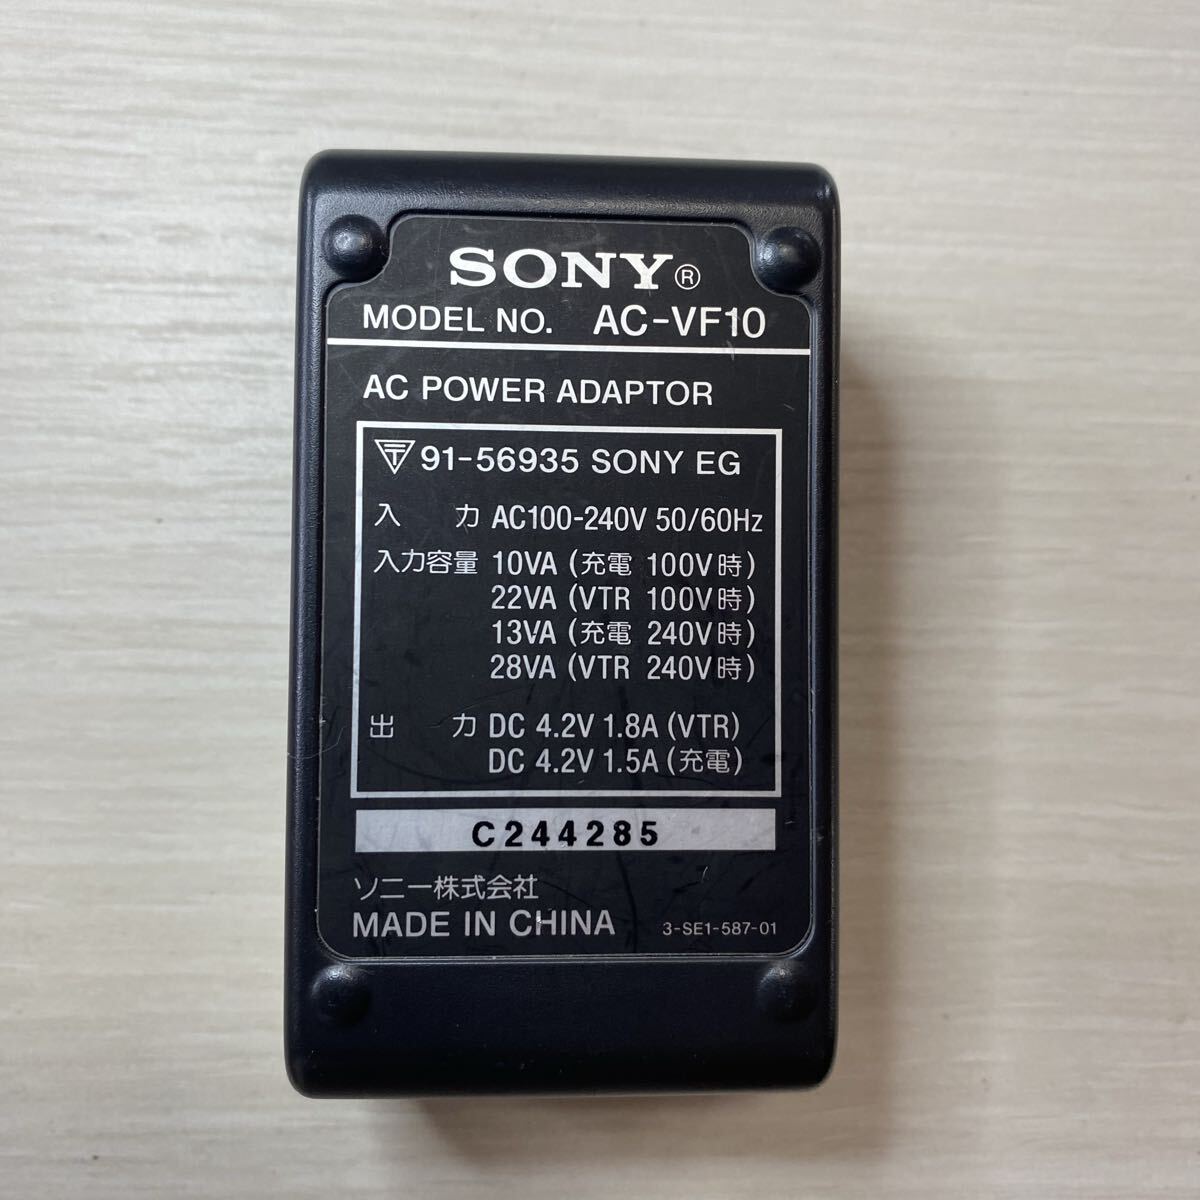 SONY®
MODEL NO. AC-VF10
AC POWER ADAPTOR
91-56935 SONY EG
入 力 AC100-240V 50/60Hz
入力容量 10VA (充電 100V時)
22VA (VTR 100V時)
13VA (充電 240V時)
28VA (VTR 240V時)
出 力 DC 4.2V 1.8A (VTR)
DC 4.2V 1.5A (充電)
C244285
ソニー株式会社
MADE IN CHINA 3-SE1-587-01